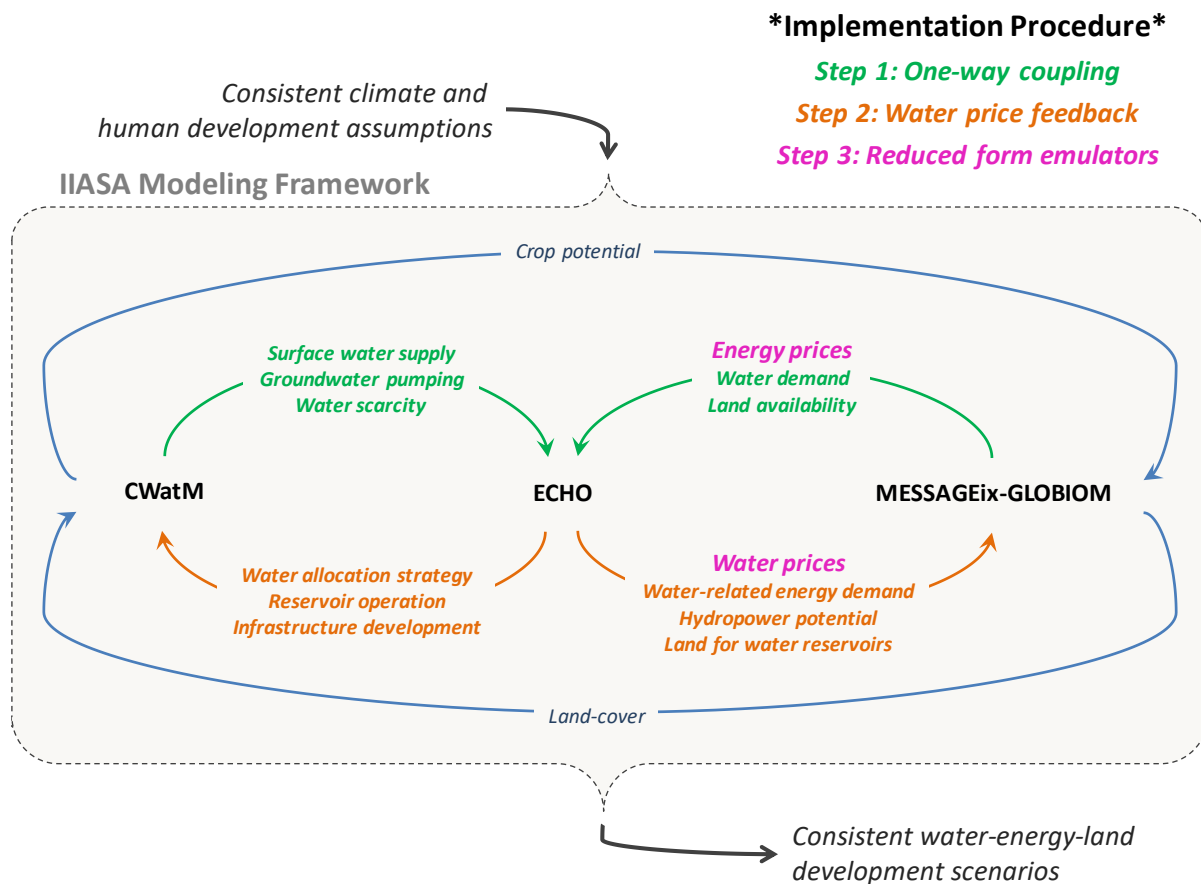 *Implementation Procedure*
Step 1: One-way coupling
Step 2: Water price feedback
Step 3: Reduced form emulators
Consistent climate and
human development assumptions
IIASA Modeling Framework
Crop potential
Surface water supply
Groundwater pumping
Water scarcity
Energy prices
Water demand
Land availability
CWatM
ECHO
MESSAGEix-GLOBIOM
Water allocation strategy
Reservoir operation
Infrastructure development
Water prices
Water-related energy demand
Hydropower potential
Land for water reservoirs
Land-cover
Consistent water-energy-land
development scenarios